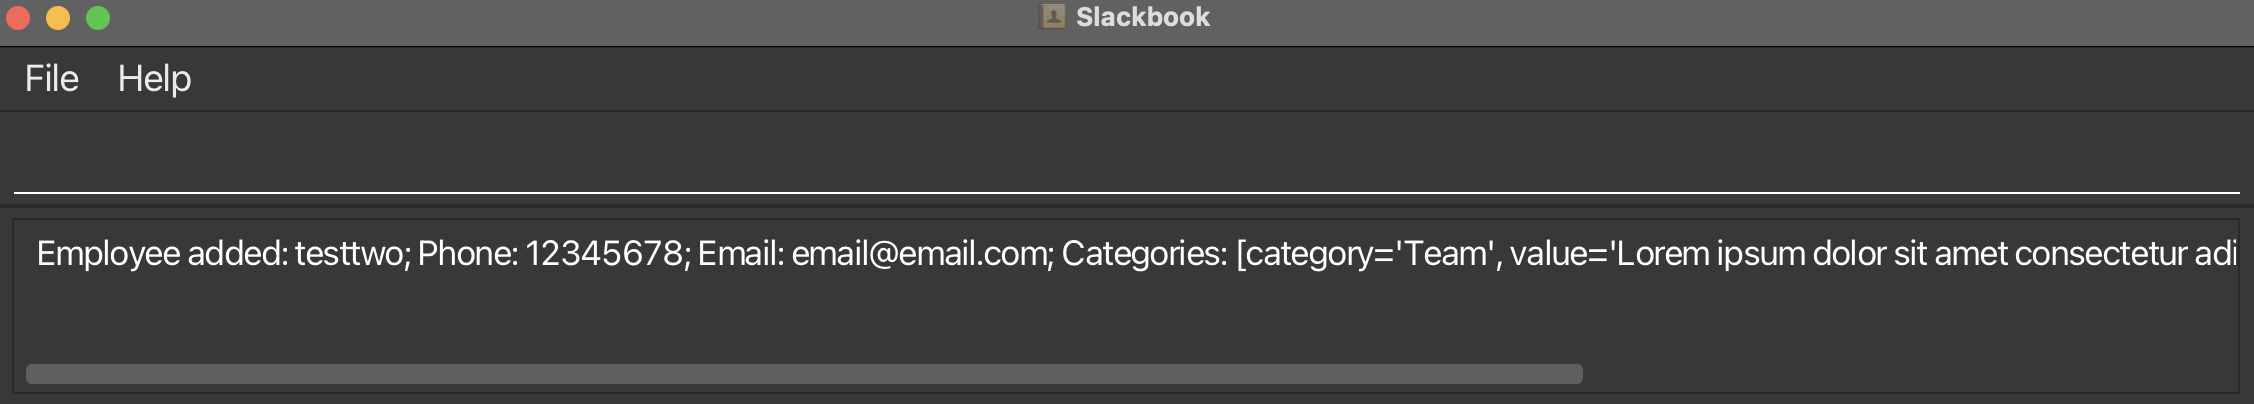 Slackbook
File Help
Employee added: testtwo; Phone: 12345678; Email: email@email.com; Categories: [category='Team', value='Lorem ipsum dolor sit amet consectetur adi